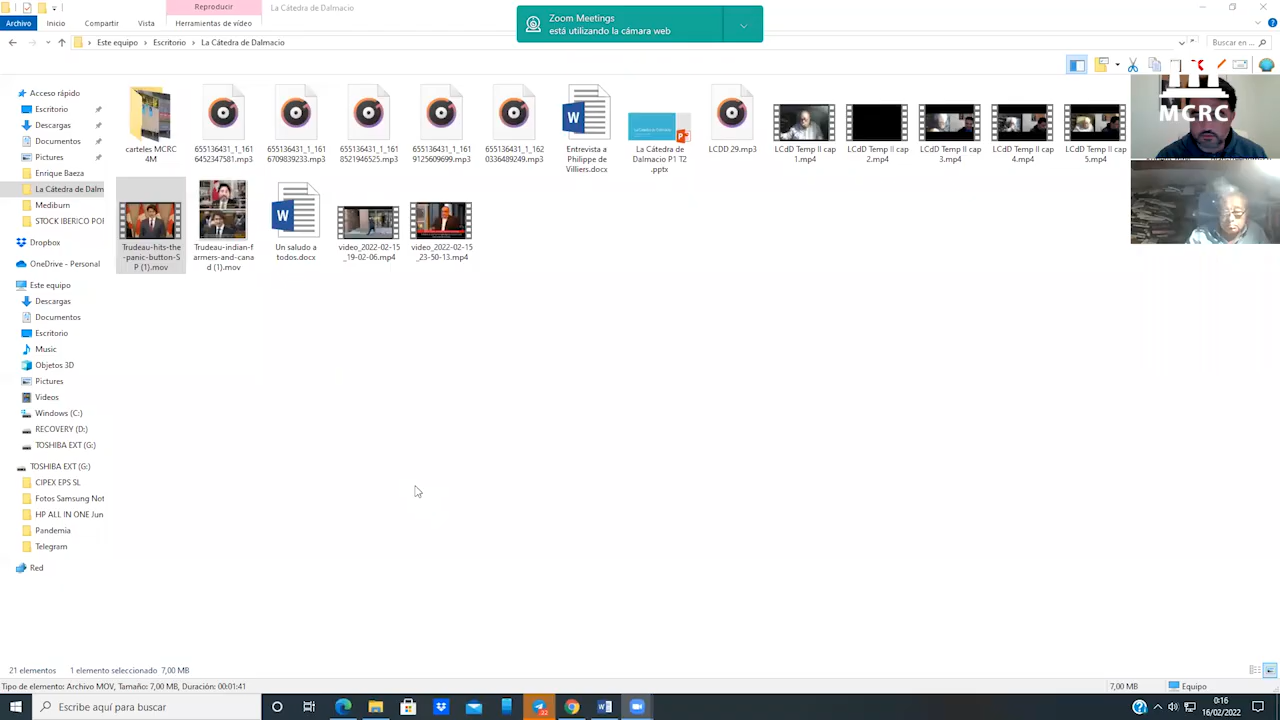 Reproducir
La Cátedra de Dalmacio
Archivo
Inicio
Compartir
Vista
Herramientas de vídeo
Zoom Meetings
está utilizando la cámara web
Este equipo
Escritorio
La Cátedra de Dalmacio
Buscar en ...
Acceso rápido
Escritorio
Descargas
Documentos
Pictures
Enrique Baeza
La Cátedra de Dalm
Mediburn
STOCK IBERICO POI
Dropbox
OneDrive - Personal
Este equipo
Descargas
Documentos
Escritorio
Music
Objetos 3D
Pictures
Videos
Windows (C:)
RECOVERY (D:)
TOSHIBA EXT (G:)
TOSHIBA EXT (G:)
CIPEX EPS SL
Fotos Samsung Not
HP ALL IN ONE Jun
Pandemia
Telegram
Red
carteles MCRC
4M
655136431_1_161
6452347581.mp3
655136431_1_161
6709839233.mp3
655136431_1_161
8521946525.mp3
655136431_1_161
9125609699.mp3
655136431_1_162
0336489249.mp3
Entrevista a
Philippe de
Villiers.docx
La Cátedra de
Dalmacio P1 T2
.pptx
LCDD 29.mp3
LCdD Temp II cap
1.mp4
LCdD Temp II cap
2.mp4
LCdD Temp II cap
3.mp4
LCdD Temp II cap
4.mp4
LCdD Temp II cap
5.mp4
MCRC
Trudeau-hits-the
-panic-button-S
P (1).mov
Trudeau-indian-f
armers-and-cana
d (1).mov
Un saludo a
todos.docx
video_2022-02-15
_19-02-06.mp4
video_2022-02-15
_23-50-13.mp4
21 elementos
1 elemento seleccionado 7,00 MB
Tipo de elemento: Archivo MOV, Tamaño: 7,00 MB, Duración: 00:01:41
7,00 MB
Equipo
Escribe aquí para buscar
0:16
16/02/2022